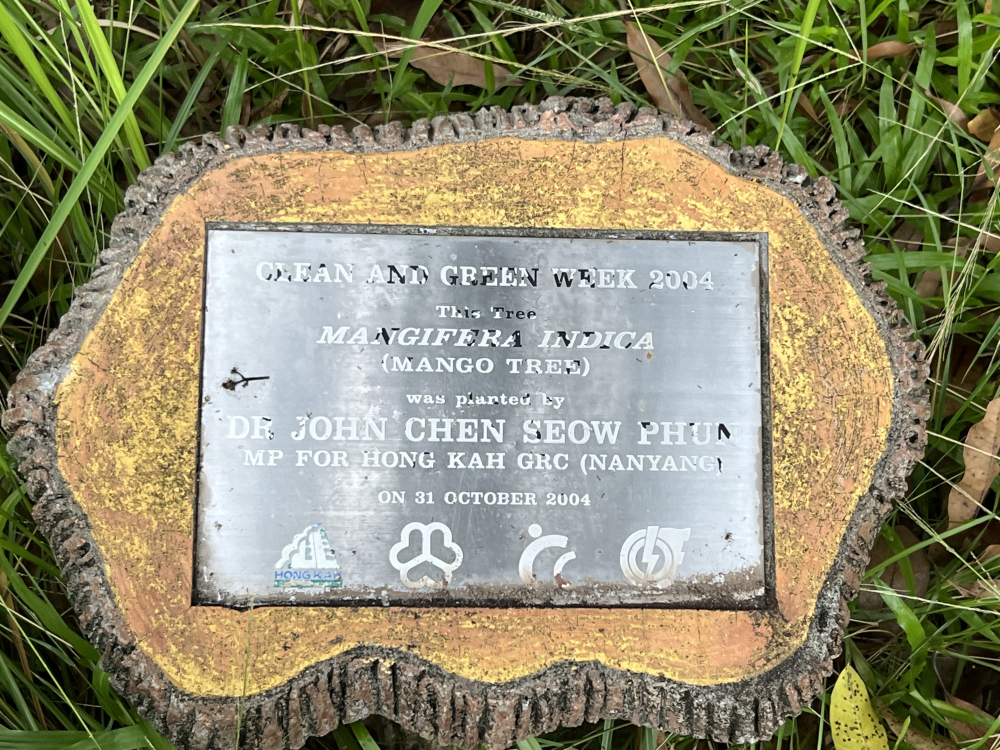 CLEAN AND GREEN WEEK 2004
This Tree
MANGIFERA INDICA
(MANGO TREE)
was planted by
DR JOHN CHEN SEOW PHUN
MP FOR HONG KAH GRC (NANYANG)
ON 31 OCTOBER 2004
HONG KAH